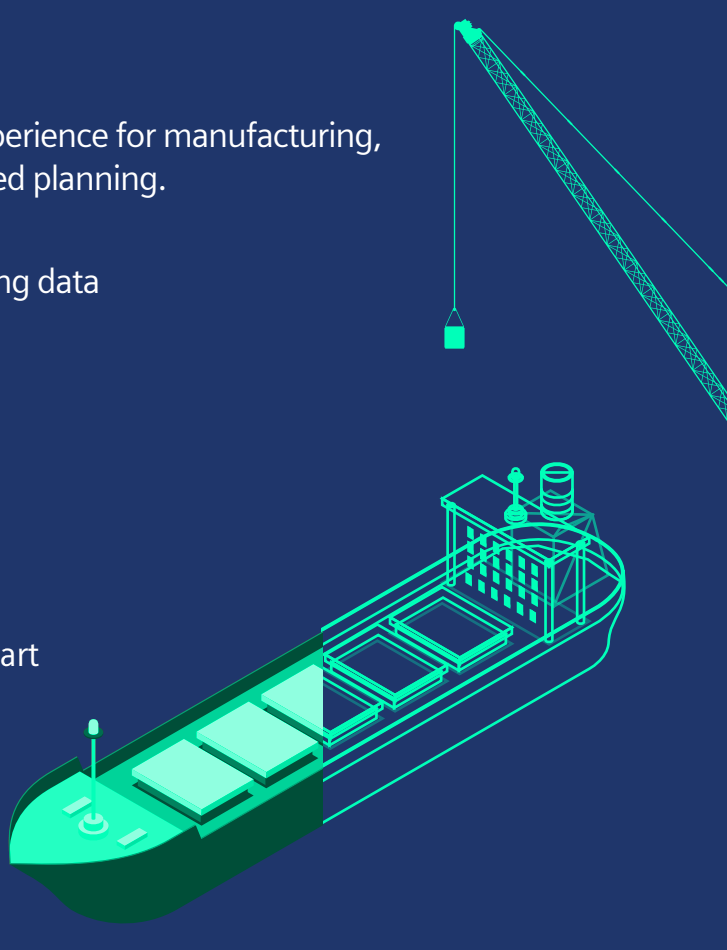 perience for manufacturing,
ed planning.
ng data
art